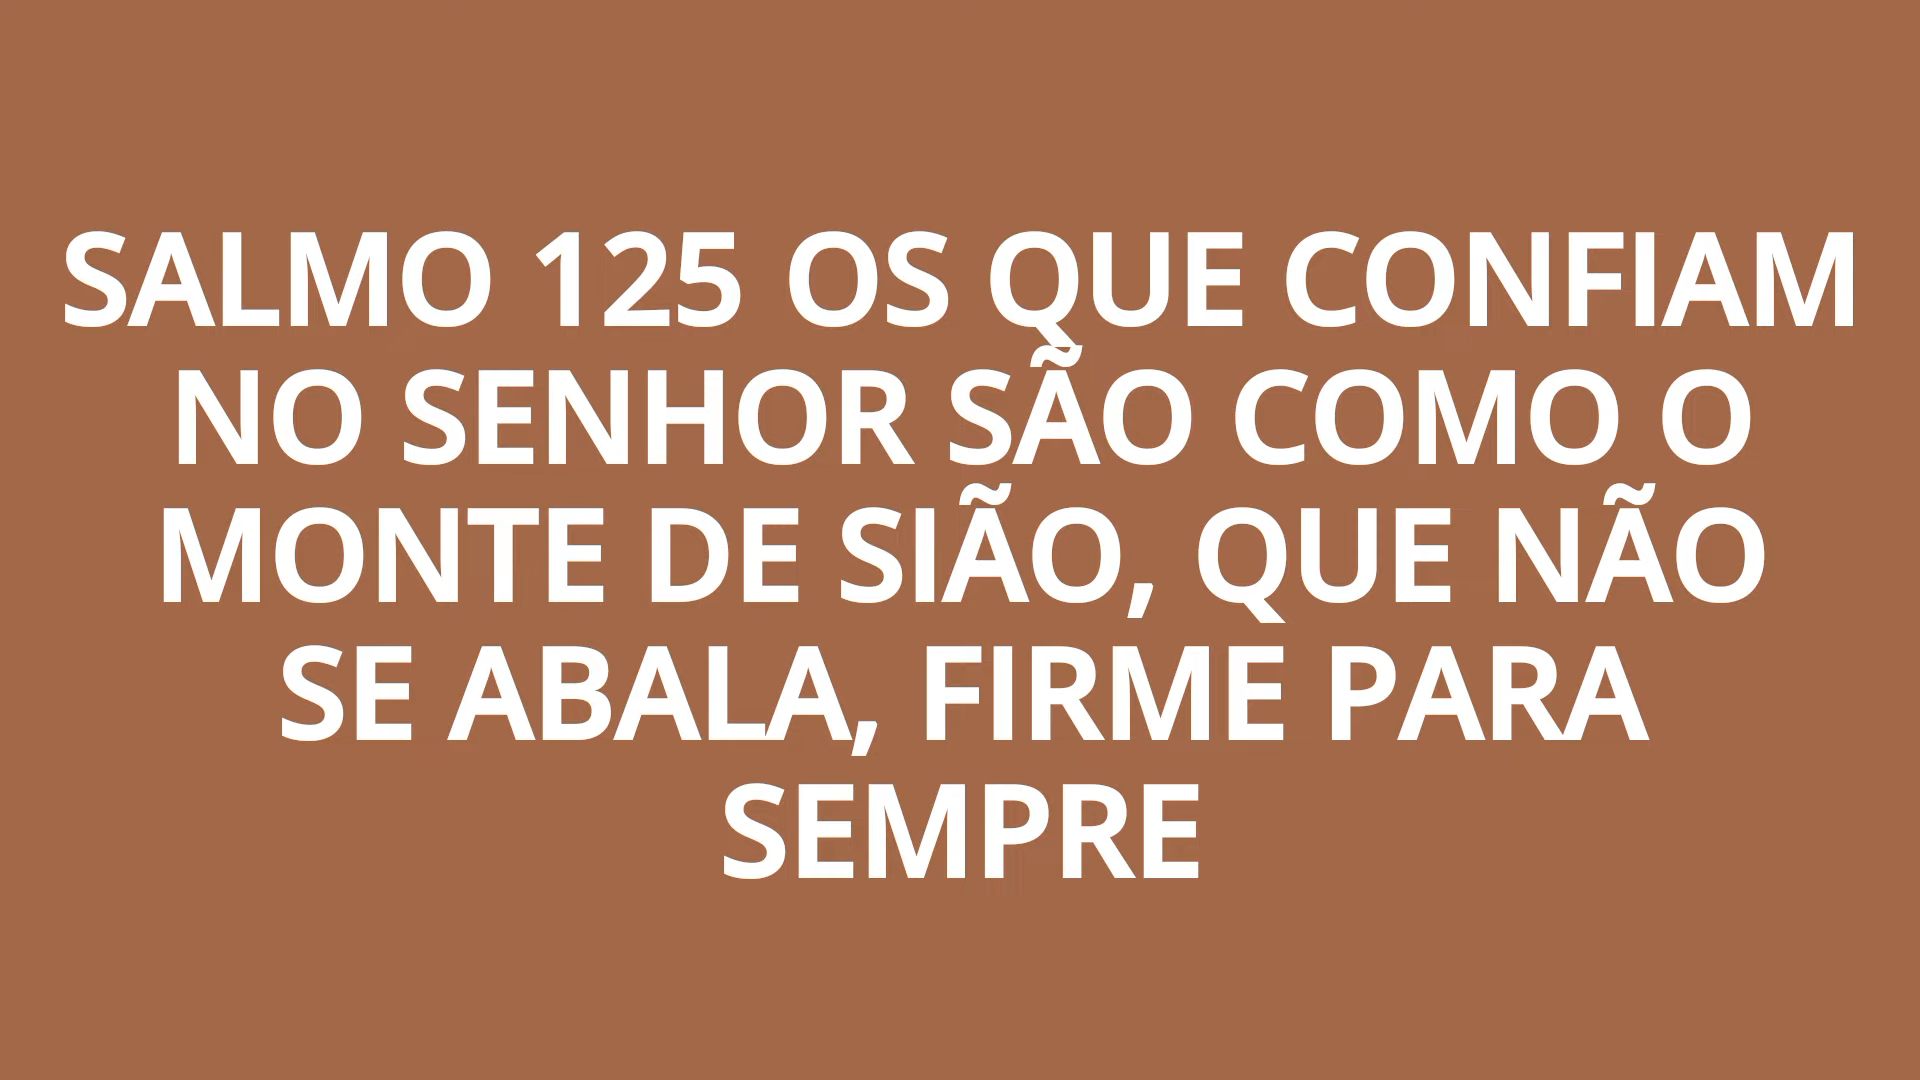 SALMO 125 OS QUE CONFIAM
NO SENHOR SÃO COMO O
MONTE DE SIÃO, QUE NÃO
SE ABALA, FIRME PARA
SEMPRE